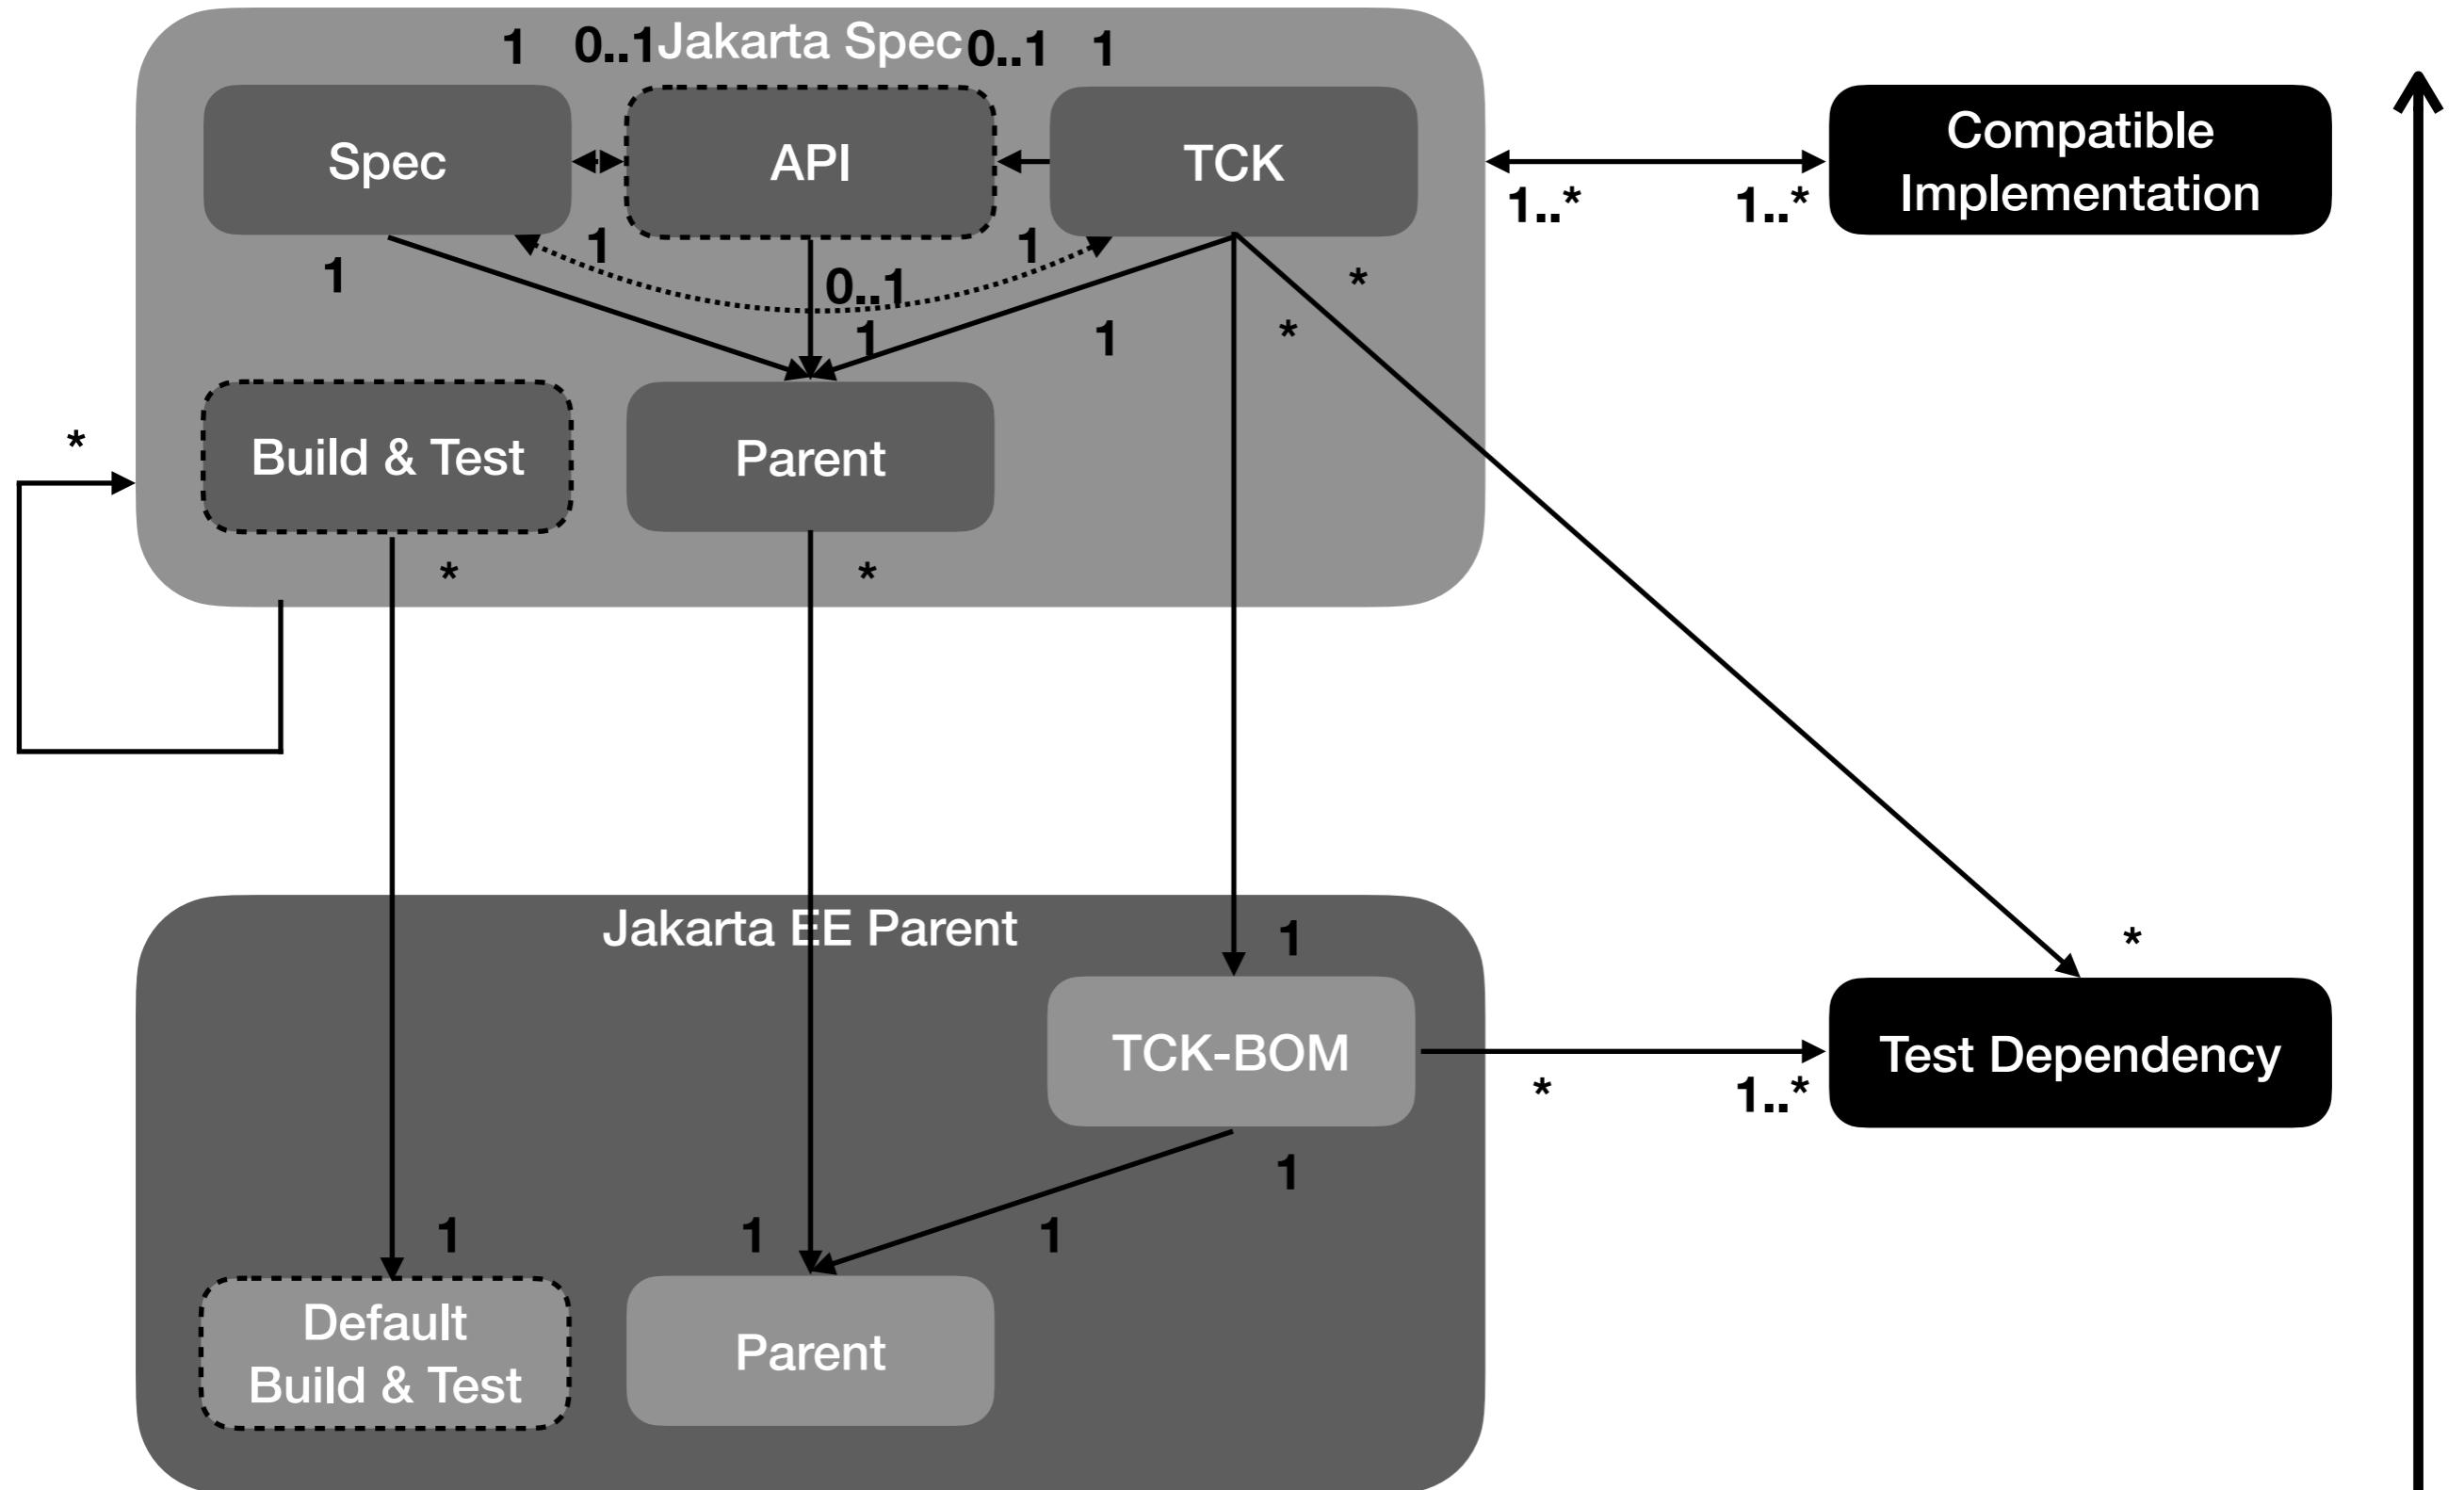 1
0..1
Jakarta Spec
0..1
1
Spec
API
TCK
Compatible
Implementation
1..*
1..*
1
1
1
0..1
*
1
1
*
*
Build & Test
Parent
*
*
Jakarta EE Parent
1
*
TCK-BOM
Test Dependency
*
1..*
1
1
1
1
Default
Build & Test
Parent